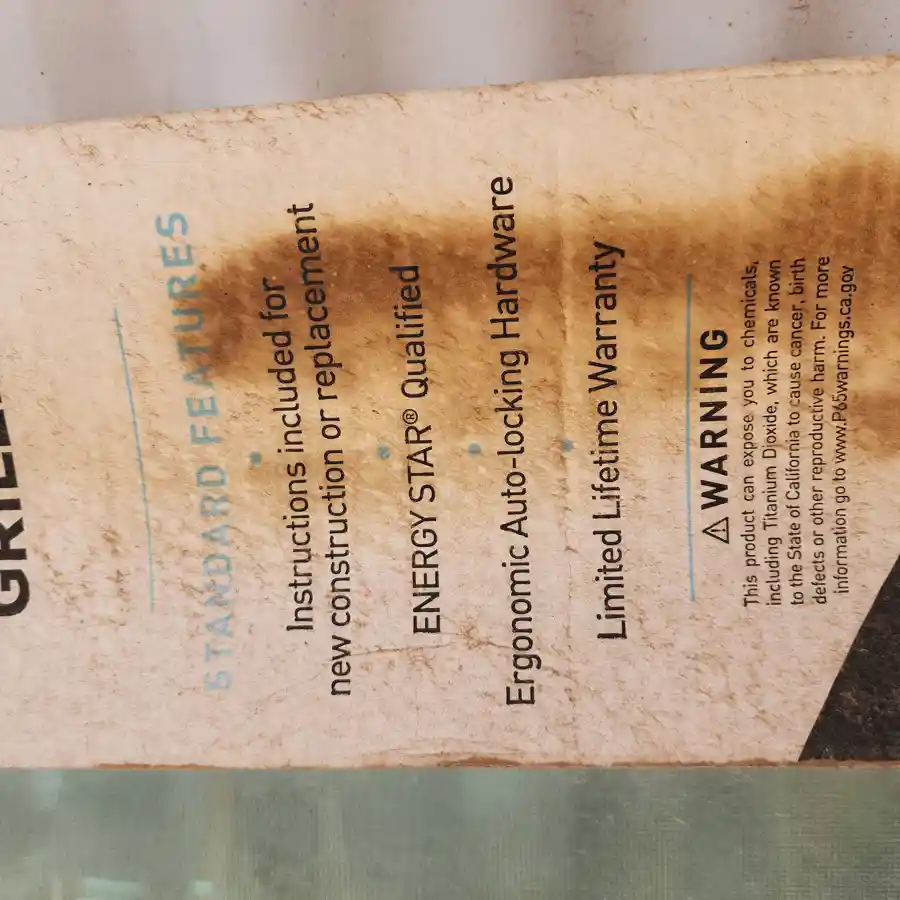 STANDARD FEATURES
Instructions included for
new construction or replacement
ENERGY STAR® Qualified
Ergonomic Auto-locking Hardware
Limited Lifetime Warranty
⚠ WARNING
This product can expose you to chemicals,
including Titanium Dioxide, which are known
to the State of California to cause cancer, birth
defects or other reproductive harm. For more
information go to www.P65warnings.ca.gov